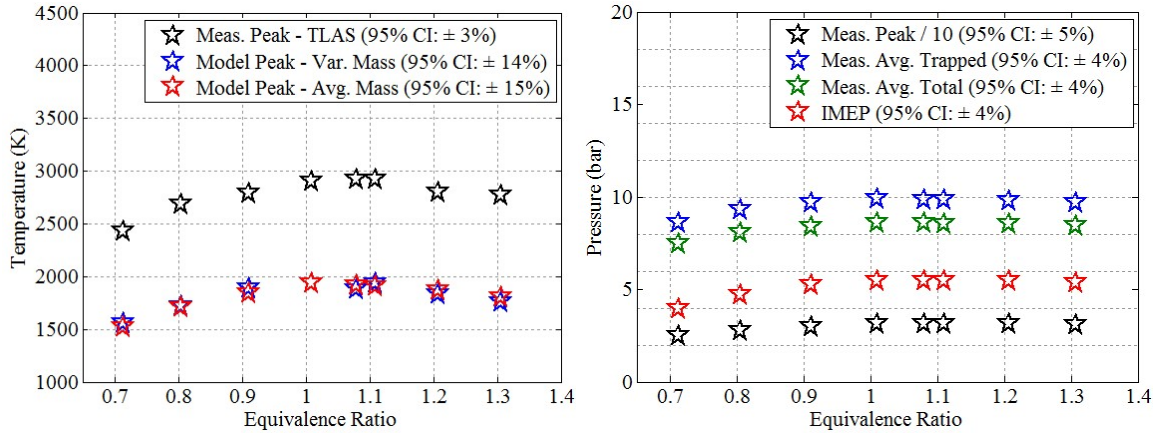 4500
4000
3500
3000
2500
2000
1500
1000
Temperature (K)
Meas. Peak - TLAS (95% CI: ± 3%)
Model Peak - Var. Mass (95% CI: ± 14%)
Model Peak - Avg. Mass (95% CI: ± 15%)
0.7 0.8 0.9 1 1.1 1.2 1.3 1.4
Equivalence Ratio
20
15
10
5
0
Pressure (bar)
Meas. Peak / 10 (95% CI: ± 5%)
Meas. Avg. Trapped (95% CI: ± 4%)
Meas. Avg. Total (95% CI: ± 4%)
IMEP (95% CI: ± 4%)
0.7 0.8 0.9 1 1.1 1.2 1.3 1.4
Equivalence Ratio